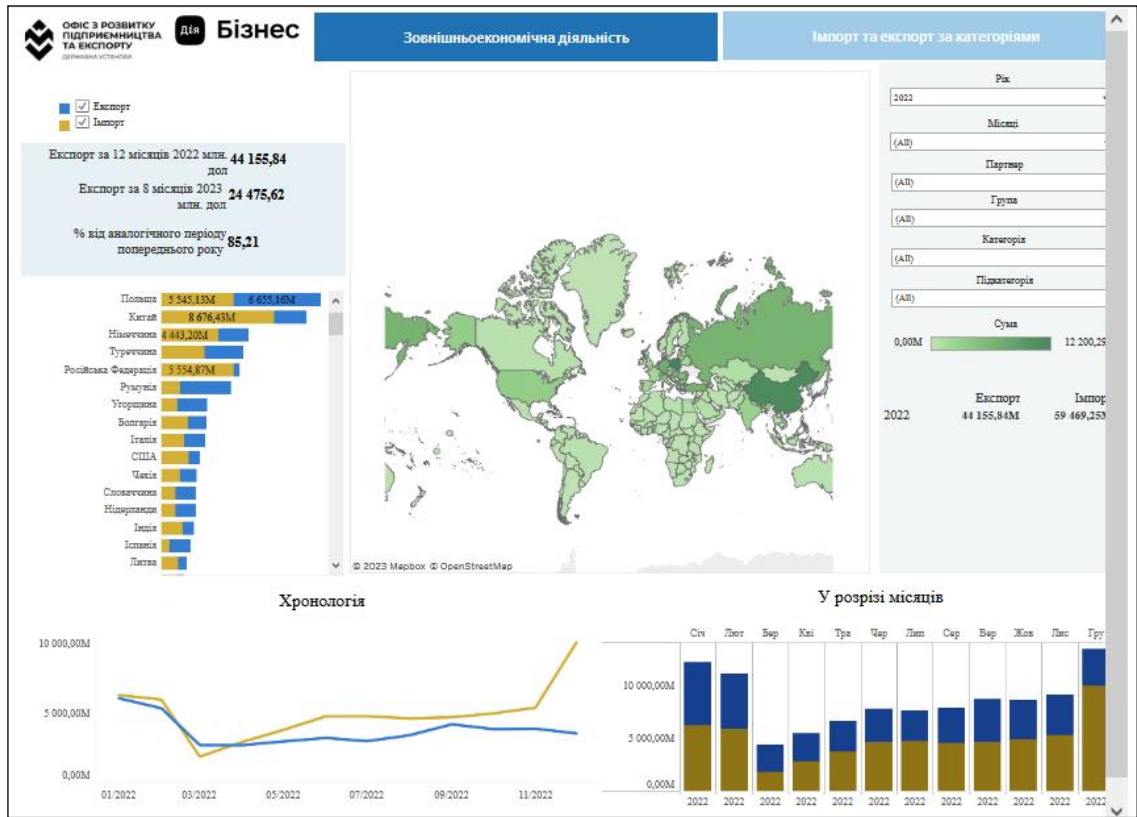 ОФІС З РОЗВИТКУ
ПІДПРИЄМНИЦТВА
ТА ЕКСПОРТУ
ДЕРЖАВНА УСТАНОВА
Дія
Бізнес
Зовнішньоекономічна діяльність
Імпорт та експорт за категоріями
Експорт
Імпорт
Експорт за 12 місяців 2022 млн. дол 44 155,84
Експорт за 8 місяців 2023 млн. дол 24 475,62
% від аналогічного періоду попереднього року 85,21
Польща 5 545,13M 6 655,16M
Китай 8 676,43M
Німеччина 4 443,20M
Туреччина
Російська Федерація 5 554,87M
Румунія
Угорщина
Болгарія
Італія
США
Чехія
Словаччина
Нідерланди
Індія
Іспанія
Литва
© 2023 Mapbox © OpenStreetMap
Рік
2022
Місяці
(All)
Партнер
(All)
Група
(All)
Категорія
(All)
Підкатегорія
(All)
Сума
0,00M 12 200,29
Експорт Імпор
2022 44 155,84M 59 469,25M
Хронологія
10 000,00M
5 000,00M
0,00M
01/2022 03/2022 05/2022 07/2022 09/2022 11/2022
У розрізі місяців
Січ Лют Бер Кві Тра Чер Лип Сер Вер Жов Лис Гру
10 000,00M
5 000,00M
0,00M
2022 2022 2022 2022 2022 2022 2022 2022 2022 2022 2022 2022